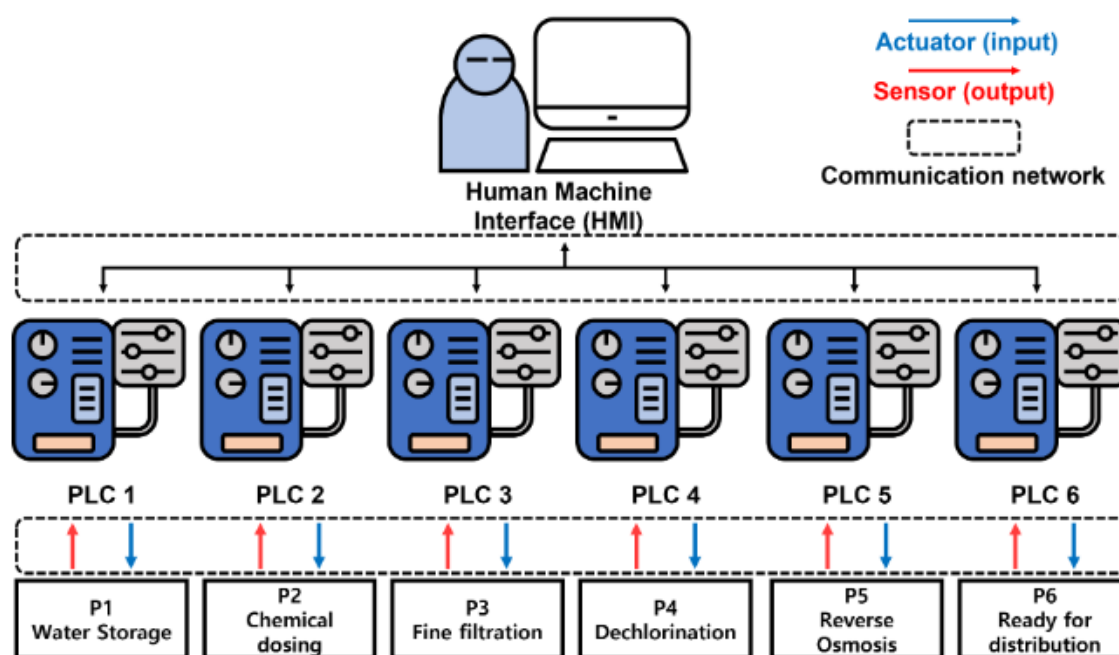 Actuator (input)
Sensor (output)
Communication network
Human Machine
Interface (HMI)
PLC 1
PLC 2
PLC 3
PLC 4
PLC 5
PLC 6
P1
Water Storage
P2
Chemical
dosing
P3
Fine filtration
P4
Dechlorination
P5
Reverse
Osmosis
P6
Ready for
distribution